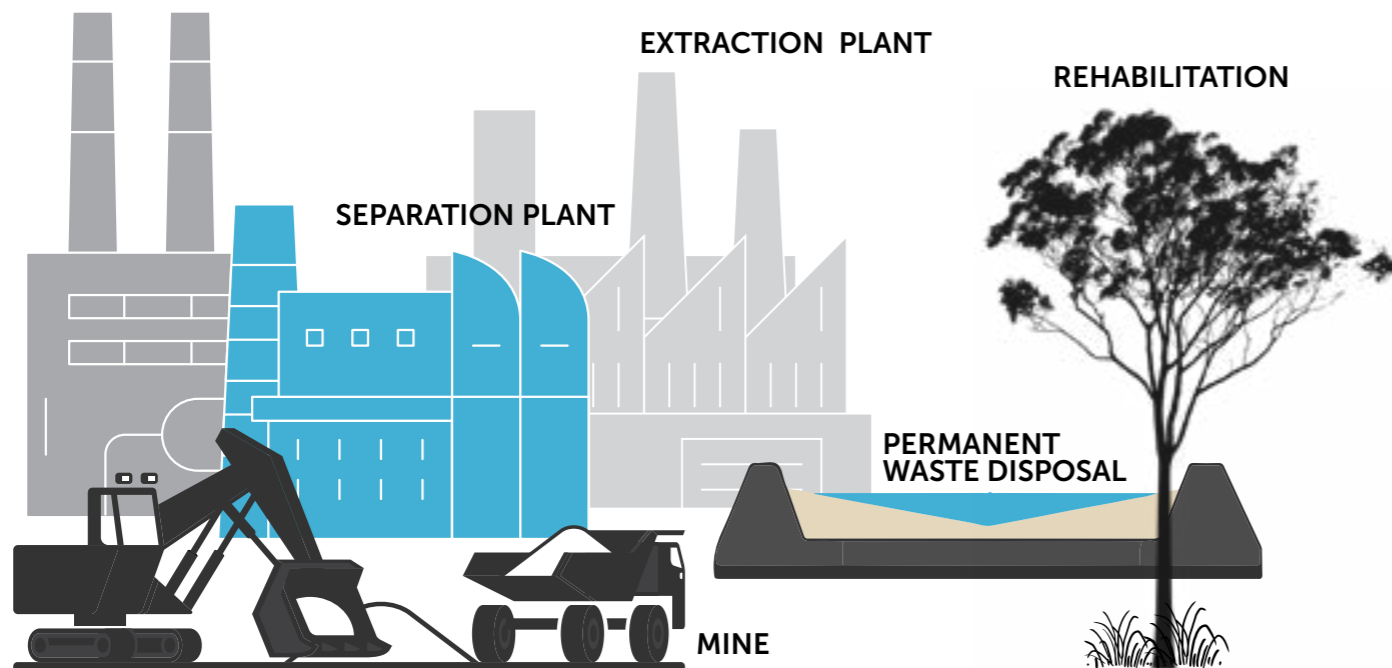 EXTRACTION PLANT
REHABILITATION
SEPARATION PLANT
PERMANENT
WASTE DISPOSAL
MINE